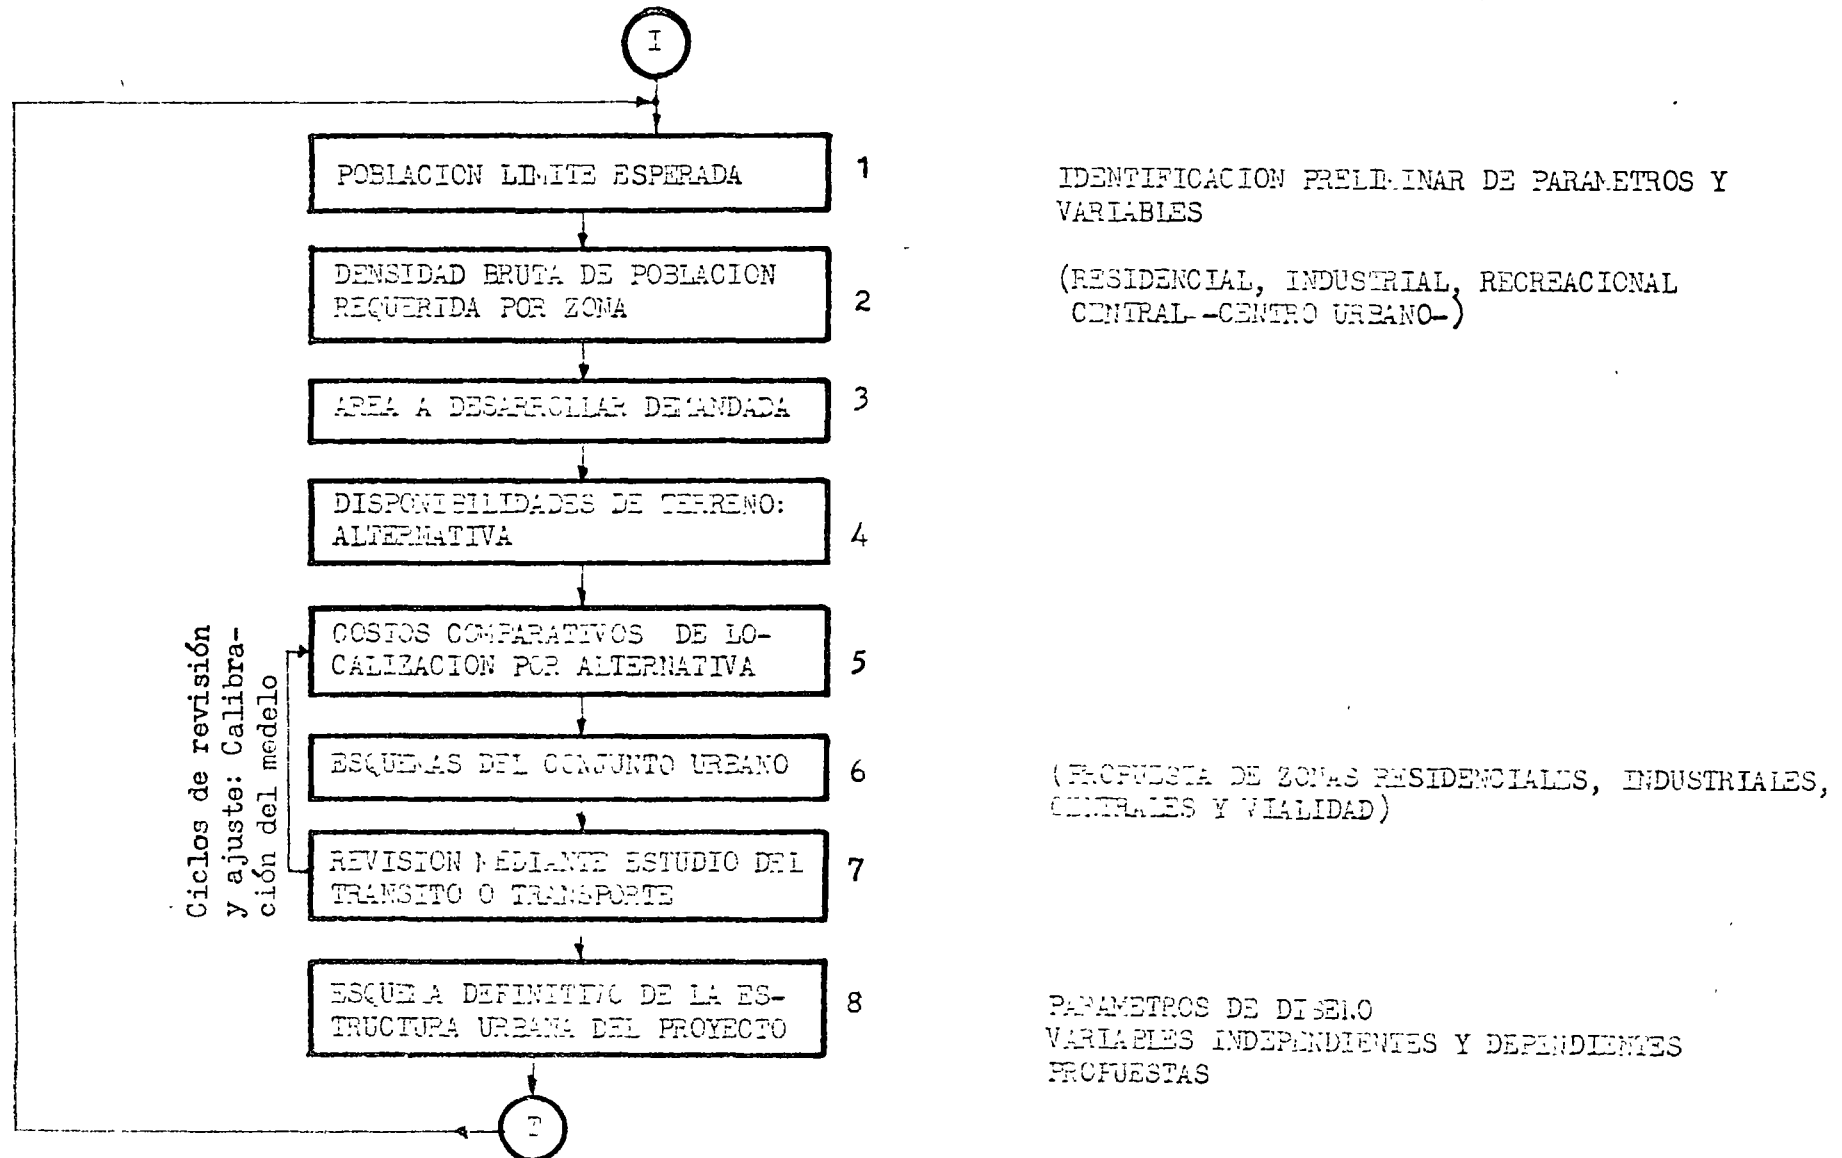 I
POBLACION LIMITE ESPERADA
1
IDENTIFICACION PRELIMINAR DE PARAMETROS Y
VARIABLES
DENSIDAD BRUTA DE POBLACION
REQUERIDA POR ZONA
2
(RESIDENCIAL, INDUSTRIAL, RECREACIONAL
CENTRAL--CENTRO URBANO-)
AREA A DESARROLLAR DEMANDADA
3
DISPONIBILIDADES DE TERRENO:
ALTERNATIVA
4
COSTOS COMPARATIVOS DE LO-
CALIZACION POR ALTERNATIVA
5
Ciclos de revisión
y ajuste: Calibra-
ción del modelo
ESQUEMAS DEL CONJUNTO URBANO
6
(PROPUESTA DE ZONAS RESIDENCIALES, INDUSTRIALES,
CENTRALES Y VIALIDAD)
REVISION MEDIANTE ESTUDIO DEL
TRANSITO O TRANSPORTE
7
ESQUEMA DEFINITIVO DE LA ES-
TRUCTURA URBANA DEL PROYECTO
8
PARAMETROS DE DISEÑO
VARIABLES INDEPENDIENTES Y DEPENDIENTES
PROPUESTAS